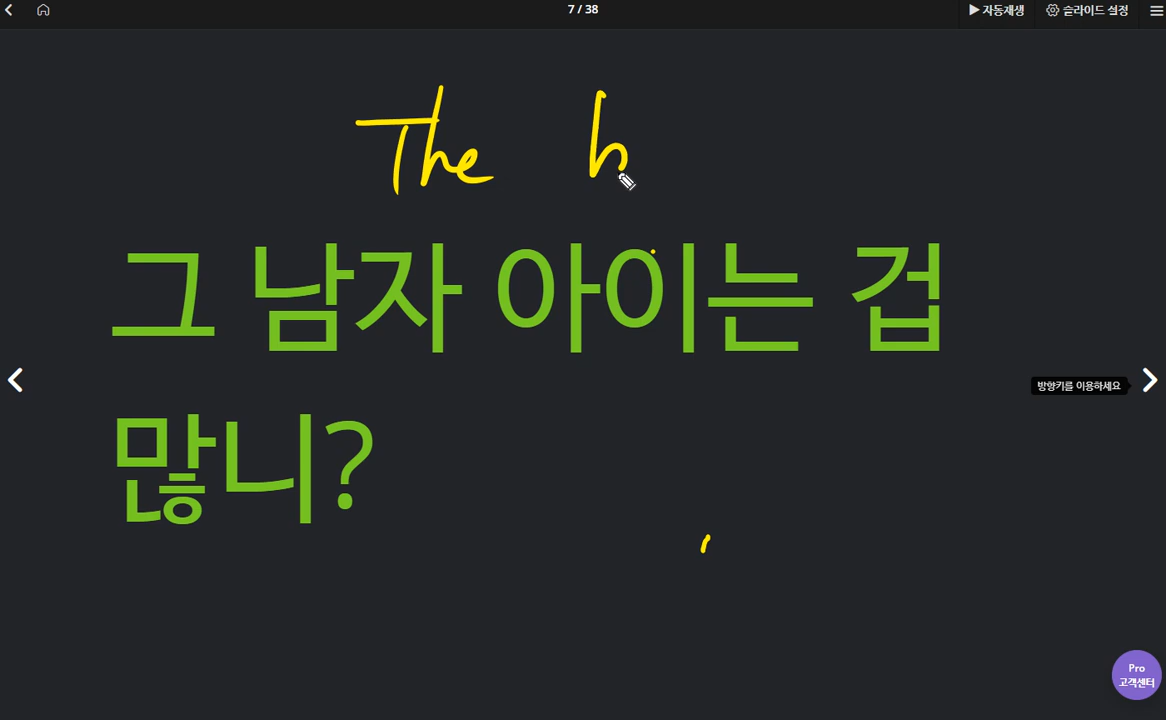 7 / 38
▶ 자동재생
슬라이드 설정
The h
그 남자 아이는 겁
많니?
방향키를 이용하세요
Pro
고객센터